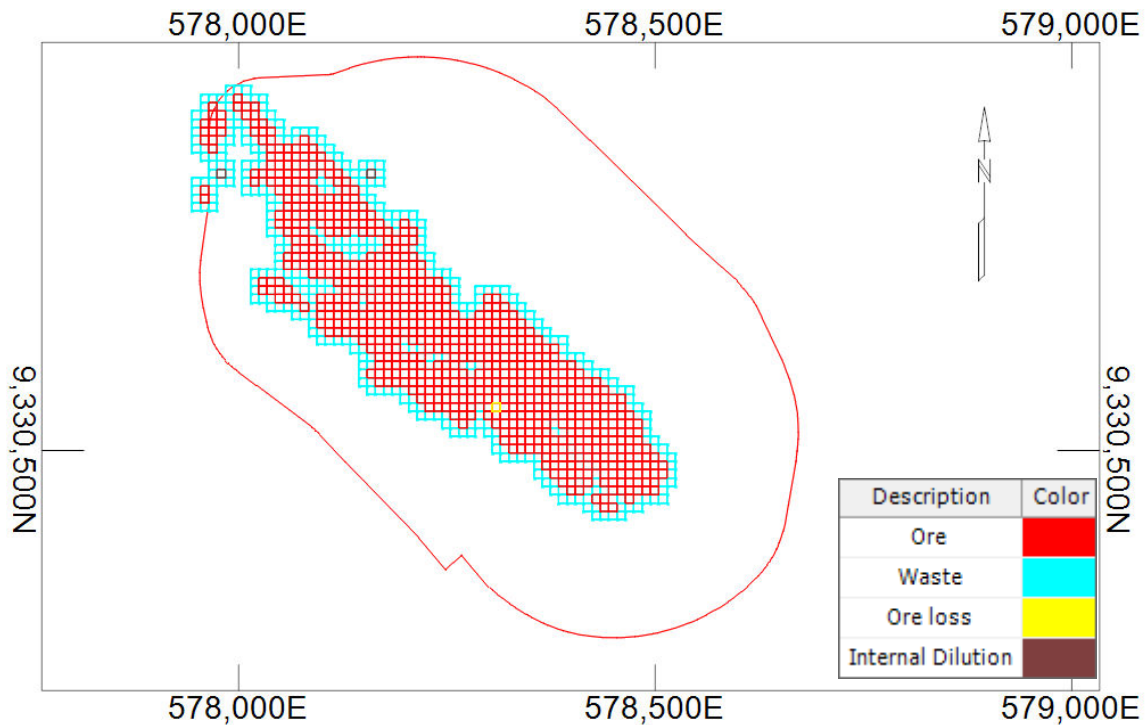 578,000E 578,500E 579,000E
N
9,330,500N 9,330,500N
Description Color
Ore
Waste
Ore loss
Internal Dilution
578,000E 578,500E 579,000E